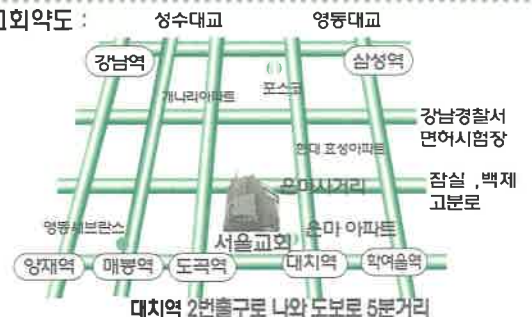 교회약도 :
성수대교 영동대교
강남역 삼성역
포스코
개나리아파트
강남경찰서
면허시험장
현대 효성아파트
은마사거리
잠실 ,백제
고분로
영동세브란스
은마 아파트
서울교회
양재역 매봉역 도곡역 대치역 학여울역
대치역 2번출구로 나와 도보로 5분거리